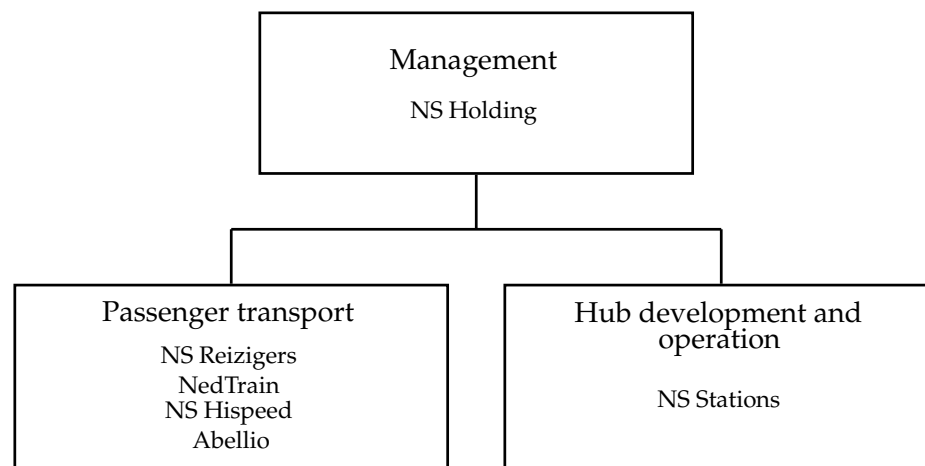 Management
NS Holding
Passenger transport
NS Reizigers
NedTrain
NS Hispeed
Abellio
Hub development and
operation
NS Stations